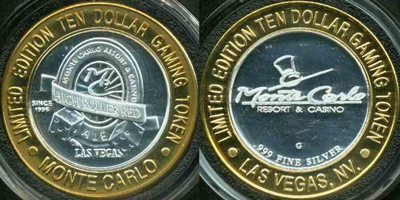 LIMITED EDITION TEN DOLLAR GAMING TOKEN
MONTE CARLO RESORT & CASINO
MC
SINCE
1996
HIGH ROLLER RED
ALE
LAS VEGAS
MONTE CARLO
LIMITED EDITION TEN DOLLAR GAMING TOKEN
Monte Carlo
RESORT & CASINO
G
.999 FINE SILVER
LAS VEGAS, NV.